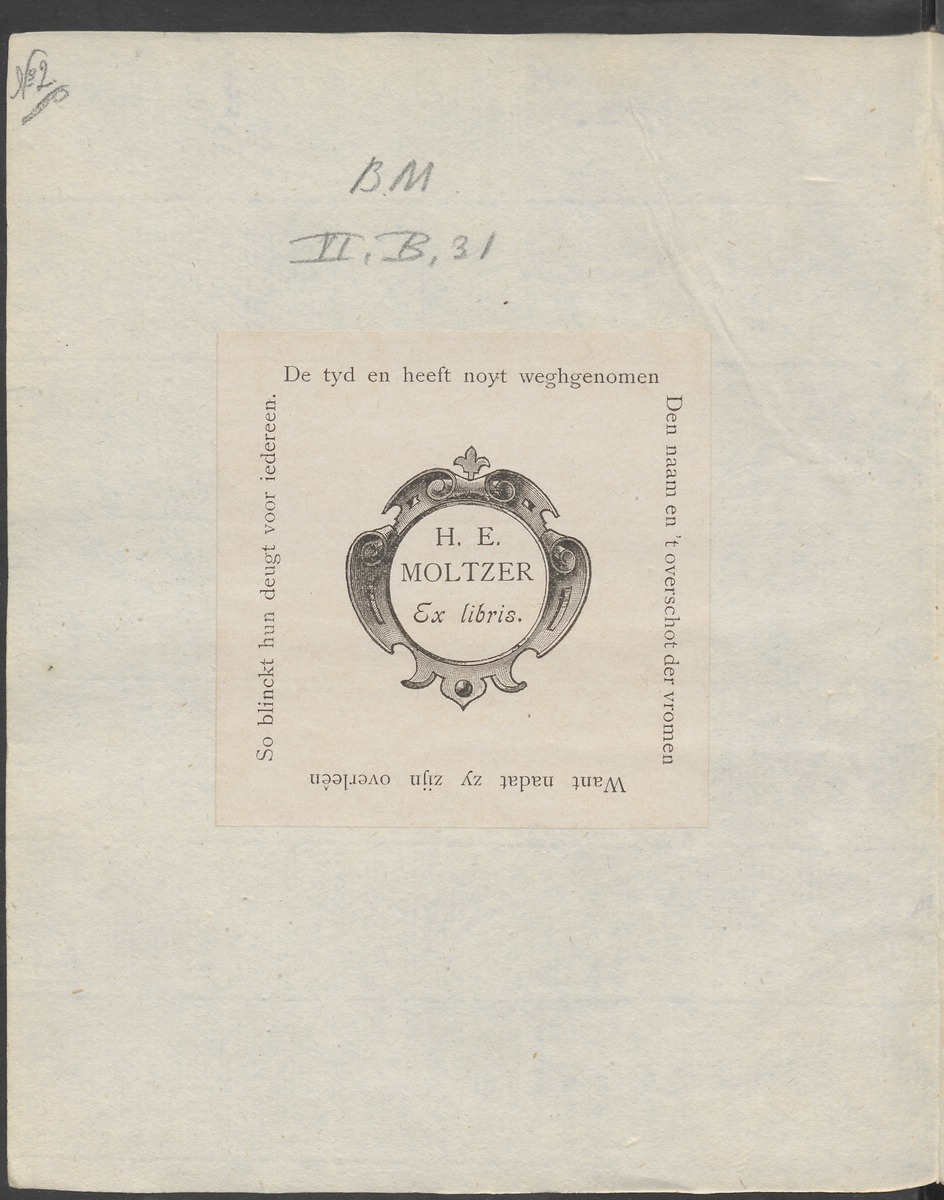 N° 2
B.M.
II. B, 31
De tyd en heeft noyt weghgenomen
Den naam en 't overschot der vromen
Want nadat zy zijn overleên
So blinckt hun deugt voor iedereen.
H. E.
MOLTZER
Ex libris.